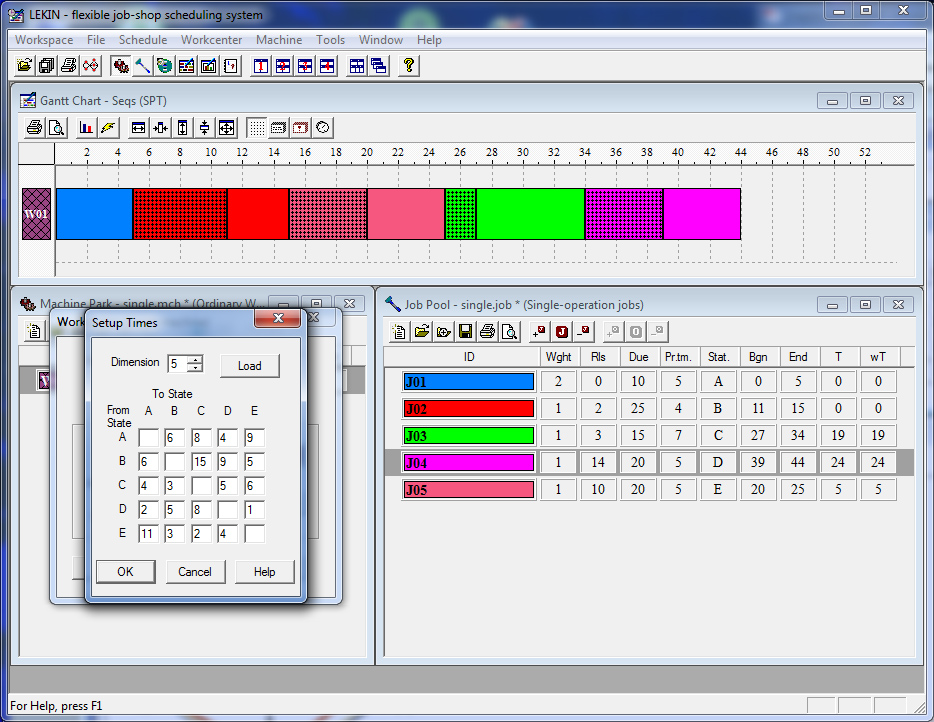 LEKIN - flexible job-shop scheduling system
Workspace File Schedule Workcenter Machine Tools Window Help
Gantt Chart - Seqs (SPT)
2 4 6 8 10 12 14 16 18 20 22 24 26 28 30 32 34 36 38 40 42 44 46 48 50 52
W01
Machine Park - single.mch * (Ordinary W...
Work
Setup Times
Dimension 5 Load
To State
From State A B C D E
A 6 8 4 9
B 6 15 9 5
C 4 3 5 6
D 2 5 8 1
E 11 3 2 4
OK Cancel Help
Job Pool - single.job * (Single-operation jobs)
ID Wght Rls Due Pr.tm. Stat. Bgn End T wT
J01 2 0 10 5 A 0 5 0 0
J02 1 2 25 4 B 11 15 0 0
J03 1 3 15 7 C 27 34 19 19
J04 1 14 20 5 D 39 44 24 24
J05 1 10 20 5 E 20 25 5 5
For Help, press F1